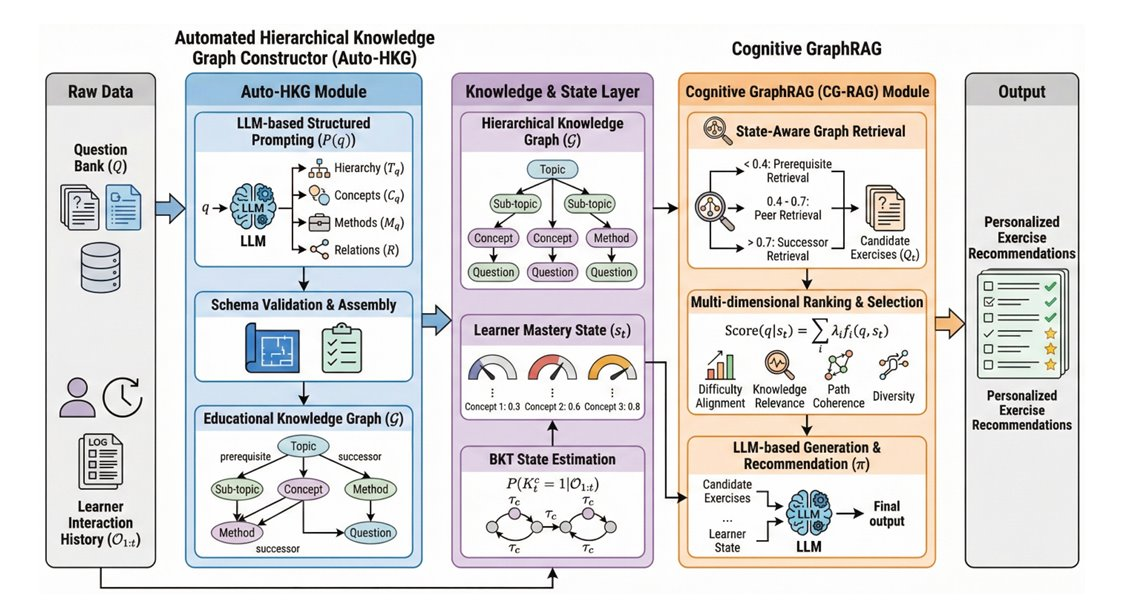 Automated Hierarchical Knowledge
Graph Constructor (Auto-HKG)
Cognitive GraphRAG
Raw Data
Question
Bank (Q)
?
Learner
Interaction
History (𝒪₁:ₜ)
LOG
Auto-HKG Module
LLM-based Structured
Prompting (P(q))
q
LLM
LLM
Hierarchy (T_q)
Concepts (C_q)
Methods (M_q)
Relations (R)
Schema Validation & Assembly
Educational Knowledge Graph (𝒢)
Topic
prerequisite
successor
Sub-topic
Concept
Method
Method
Question
successor
Knowledge & State Layer
Hierarchical Knowledge
Graph (𝒢)
Topic
Sub-topic
Sub-topic
Concept
Concept
Method
Question
Question
Question
Learner Mastery State (s_t)
⋮
⋮
⋮
Concept 1: 0.3
Concept 2: 0.6
Concept 3: 0.8
BKT State Estimation
P(K_t^c = 1|𝒪₁:ₜ)
τ_c
τ_c
τ_c
τ_c
τ_c
Cognitive GraphRAG (CG-RAG) Module
State-Aware Graph Retrieval
< 0.4: Prerequisite
Retrieval
0.4 - 0.7:
Peer Retrieval
> 0.7: Successor
Retrieval
?
Candidate
Exercises (Q_t)
Multi-dimensional Ranking & Selection
Score(q|s_t) = ∑_i λ_i f_i(q, s_t)
Difficulty
Alignment
Knowledge
Relevance
Path
Coherence
Diversity
LLM-based Generation &
Recommendation (π)
Candidate
Exercises
...
Learner
State
LLM
LLM
Final
output
Output
Personalized
Exercise
Recommendations
Personalized
Exercise
Recommendations